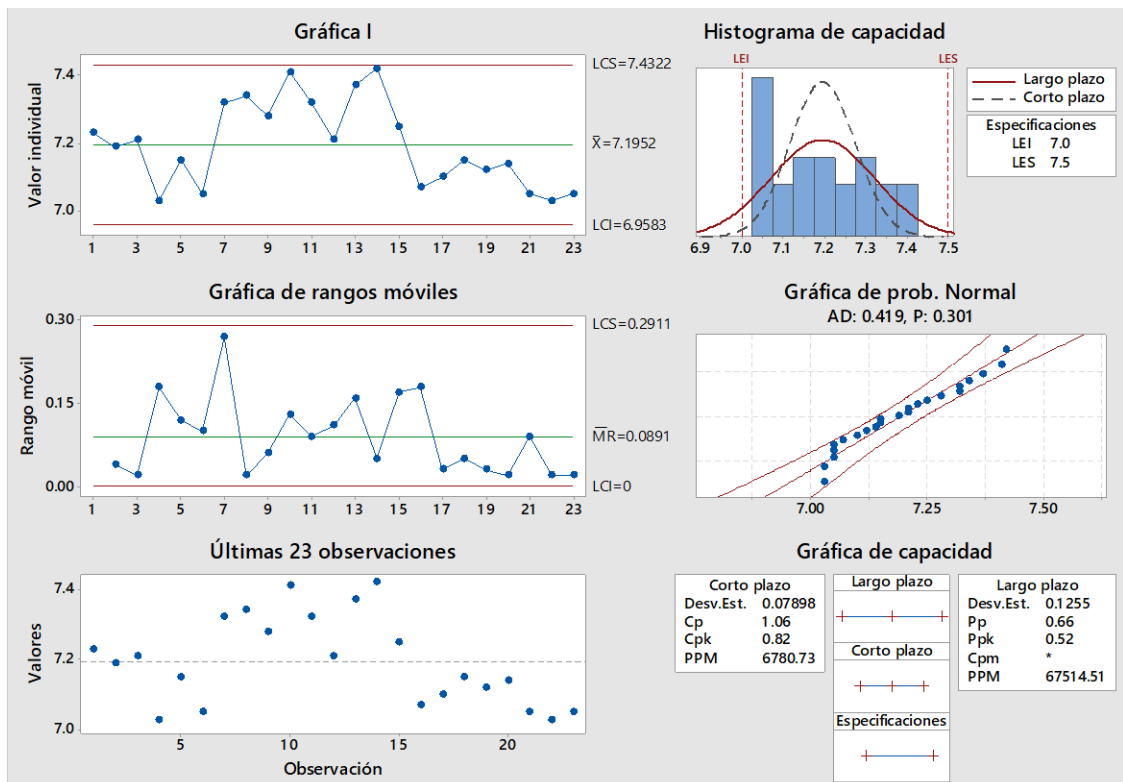 Gráfica I
Valor individual
7.4
7.2
7.0
LCS=7.4322
X̄=7.1952
LCI=6.9583
1 3 5 7 9 11 13 15 17 19 21 23
Histograma de capacidad
LEI LES
6.9 7.0 7.1 7.2 7.3 7.4 7.5
Largo plazo
Corto plazo
Especificaciones
LEI 7.0
LES 7.5
Gráfica de rangos móviles
Rango móvil
0.30
0.15
0.00
LCS=0.2911
M̄R̄=0.0891
LCI=0
1 3 5 7 9 11 13 15 17 19 21 23
Gráfica de prob. Normal
AD: 0.419, P: 0.301
7.00 7.25 7.50
Últimas 23 observaciones
Valores
7.4
7.2
7.0
5 10 15 20
Observación
Gráfica de capacidad
Corto plazo
Desv.Est. 0.07898
Cp 1.06
Cpk 0.82
PPM 6780.73
Largo plazo
Corto plazo
Especificaciones
Largo plazo
Desv.Est. 0.1255
Pp 0.66
Ppk 0.52
Cpm *
PPM 67514.51